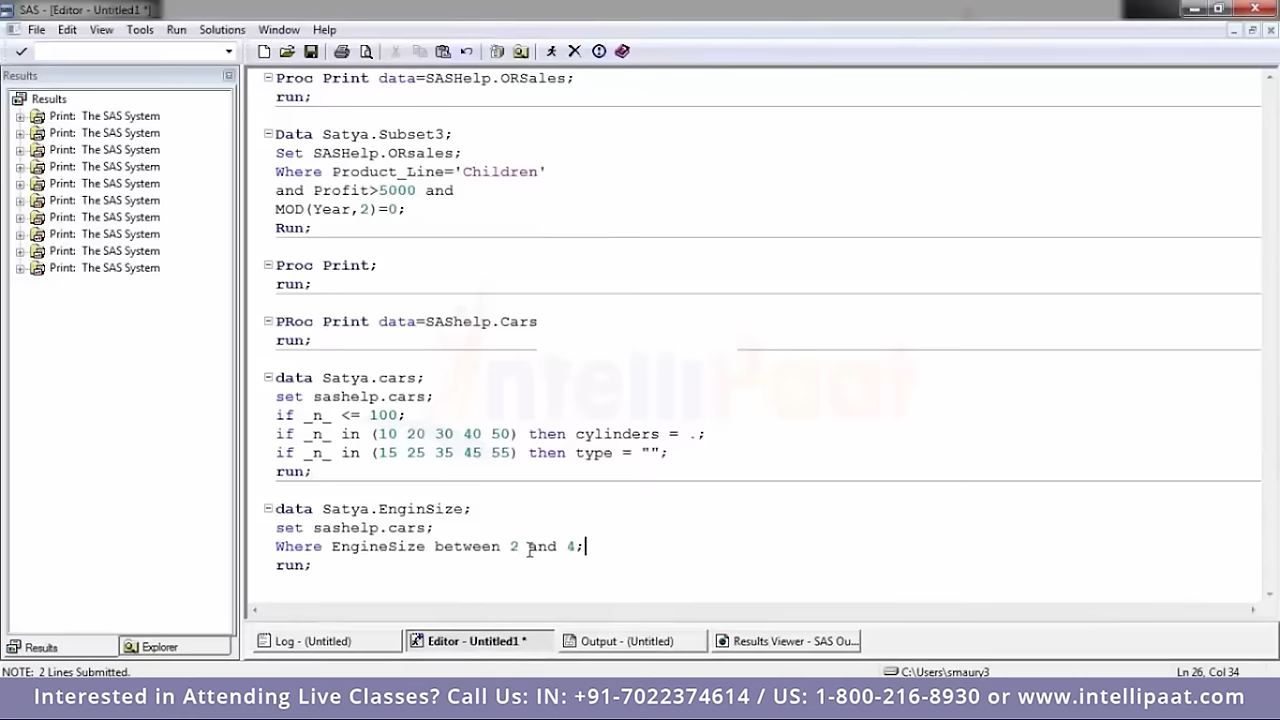 SAS - [Editor - Untitled1 *]
File Edit View Tools Run Solutions Window Help
Results
Results
Print: The SAS System
Print: The SAS System
Print: The SAS System
Print: The SAS System
Print: The SAS System
Print: The SAS System
Print: The SAS System
Print: The SAS System
Print: The SAS System
Print: The SAS System
Proc Print data=SASHelp.ORSales;
run;
Data Satya.Subset3;
Set SASHelp.ORsales;
Where Product_Line='Children'
and Profit>5000 and
MOD(Year,2)=0;
Run;
Proc Print;
run;
PRoc Print data=SAShelp.Cars
run;
intellipaat
data Satya.cars;
set sashelp.cars;
if _n_ <= 100;
if _n_ in (10 20 30 40 50) then cylinders = .;
if _n_ in (15 25 35 45 55) then type = "";
run;
data Satya.EnginSize;
set sashelp.cars;
Where EngineSize between 2 and 4;
run;
Results Explorer
Log - (Untitled) Editor - Untitled1 * Output - (Untitled) Results Viewer - SAS Ou...
NOTE: 2 Lines Submitted. C:\Users\smaury3 Ln 26, Col 34
Interested in Attending Live Classes? Call Us: IN: +91-7022374614 / US: 1-800-216-8930 or www.intellipaat.com